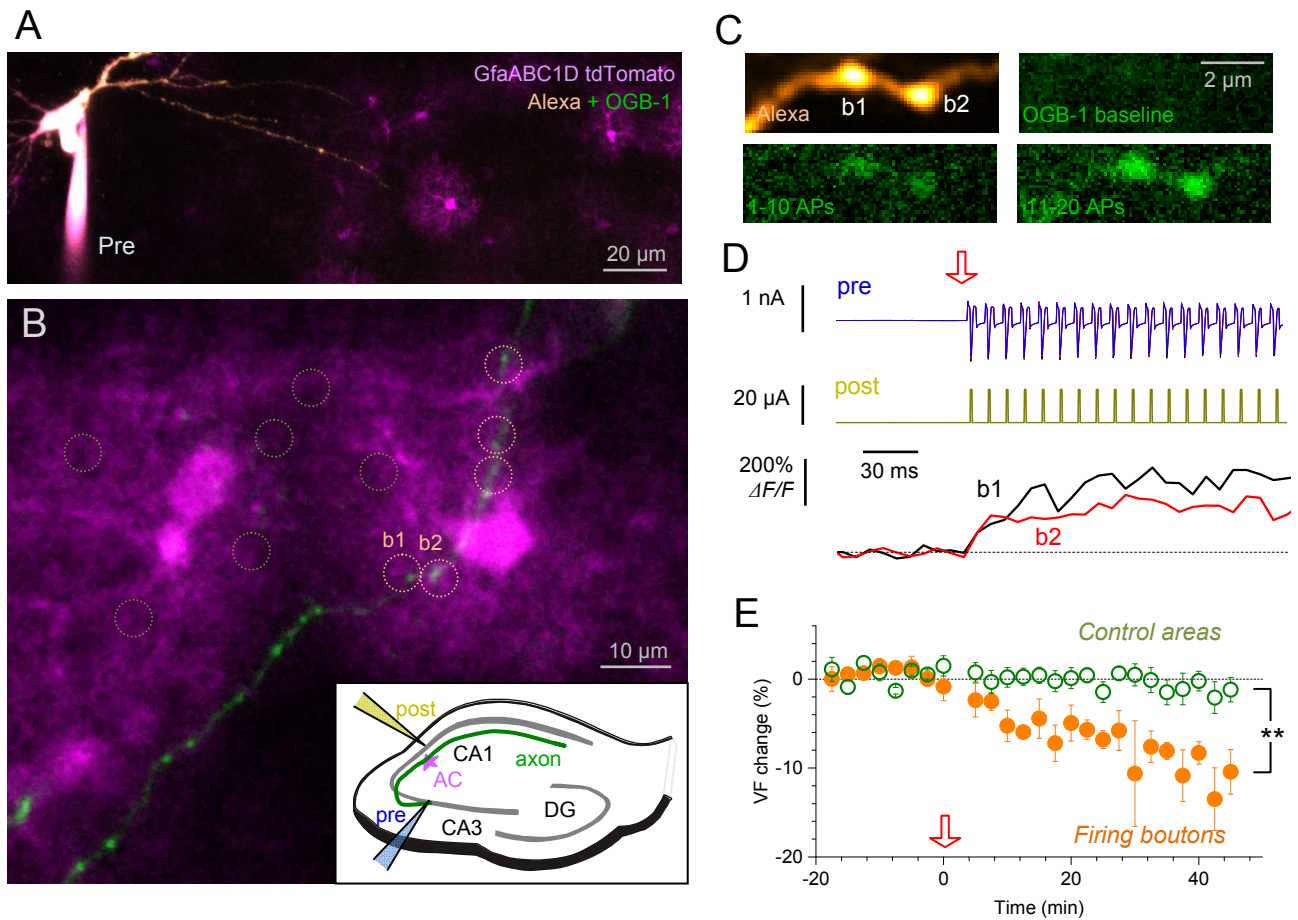 A
GfaABC1D tdTomato
Alexa + OGB-1
Pre
20 µm
B
b1
b2
10 µm
post
CA1
axon
AC
DG
pre
CA3
C
Alexa
b1
b2
2 µm
OGB-1 baseline
1-10 APs
11-20 APs
D
1 nA
pre
20 µA
post
30 ms
200%
ΔF/F
b1
b2
E
Control areas
VF change (%)
0
-10
-20
**
Firing boutons
-20
0
20
40
Time (min)